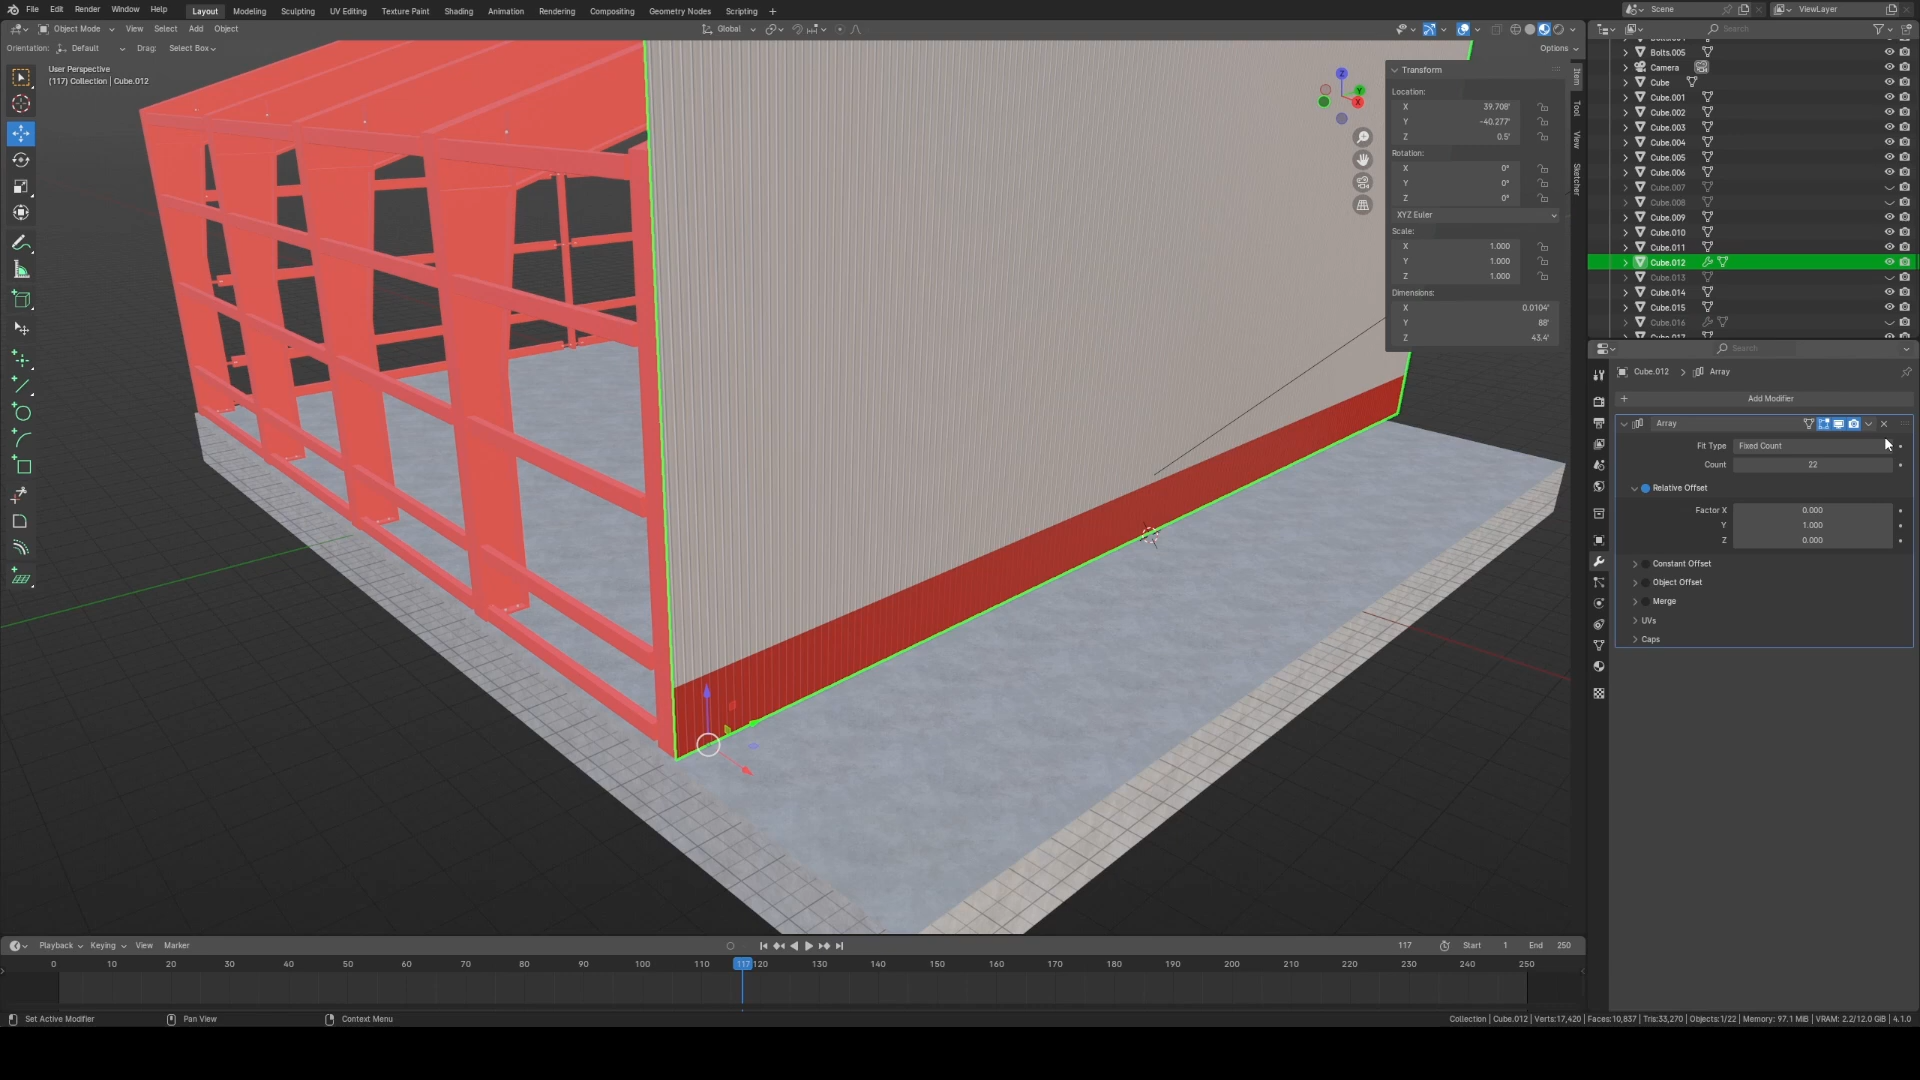 File Edit Render Window Help Layout Modeling Sculpting UV Editing Texture Paint Shading Animation Rendering Compositing Geometry Nodes Scripting + Scene ViewLayer
Object Mode View Select Add Object Global Search
Orientation: Default Drag: Select Box Options
User Perspective
(117) Collection | Cube.012
Z
Y
X
Item
Tool
View
Sketcher
Transform
Location:
X 39.708'
Y -40.277'
Z 0.5'
Rotation:
X 0°
Y 0°
Z 0°
XYZ Euler
Scale:
X 1.000
Y 1.000
Z 1.000
Dimensions:
X 0.0104'
Y 88'
Z 43.4'
Bolts.005
Camera
Cube
Cube.001
Cube.002
Cube.003
Cube.004
Cube.005
Cube.006
Cube.007
Cube.008
Cube.009
Cube.010
Cube.011
Cube.012
Cube.013
Cube.014
Cube.015
Cube.016
Cube.017
Search
Cube.012 > Array
+ Add Modifier
Array
Fit Type Fixed Count
Count 22
Relative Offset
Factor X 0.000
Y 1.000
Z 0.000
Constant Offset
Object Offset
Merge
UVs
Caps
Playback Keying View Marker 117 Start 1 End 250
0 10 20 30 40 50 60 70 80 90 100 110 117 120 130 140 150 160 170 180 190 200 210 220 230 240 250
Set Active Modifier Pan View Context Menu Collection | Cube.012 | Verts:17,420 | Faces:10,837 | Tris:33,270 | Objects:1/22 | Memory: 97.1 MiB | VRAM: 2.2/12.0 GiB | 4.1.0